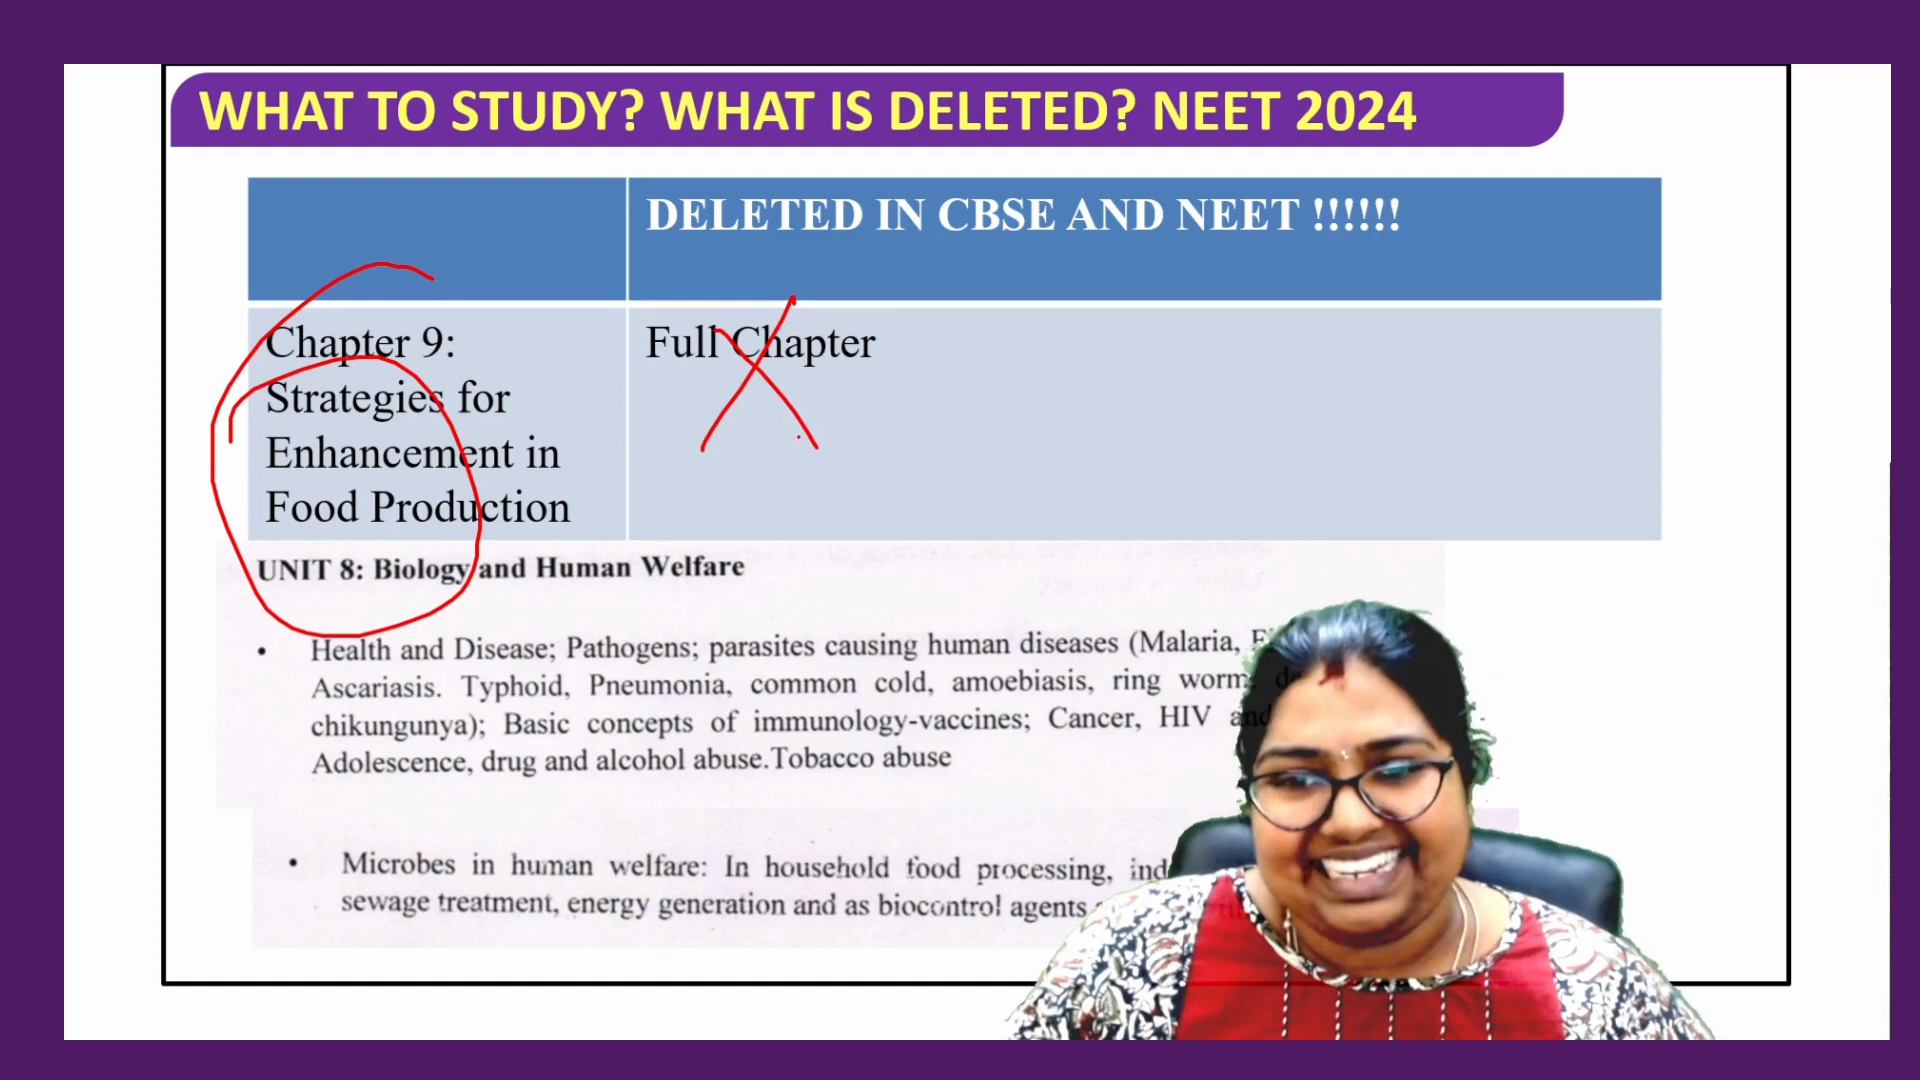 WHAT TO STUDY? WHAT IS DELETED? NEET 2024
DELETED IN CBSE AND NEET !!!!!!
Chapter 9:
Strategies for
Enhancement in
Food Production
Full Chapter
UNIT 8: Biology and Human Welfare
• Health and Disease; Pathogens; parasites causing human diseases (Malaria,
Ascariasis. Typhoid, Pneumonia, common cold, amoebiasis, ring worm
chikungunya); Basic concepts of immunology-vaccines; Cancer, HIV and
Adolescence, drug and alcohol abuse.Tobacco abuse
• Microbes in human welfare: In household food processing,
sewage treatment, energy generation and as biocontrol agents